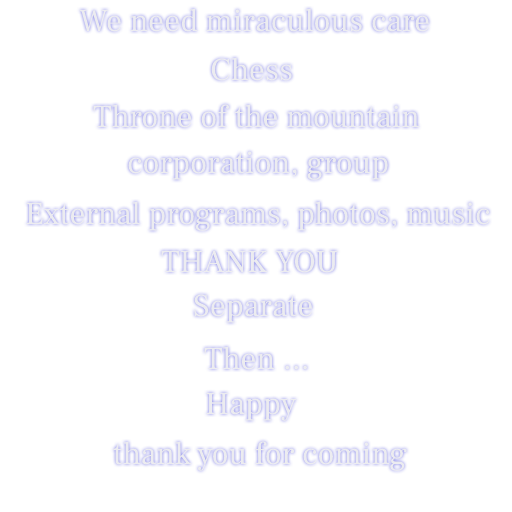 We need miraculous care
Chess
Throne of the mountain
corporation, group
External programs, photos, music
THANK YOU
Separate
Then ...
Happy
thank you for coming